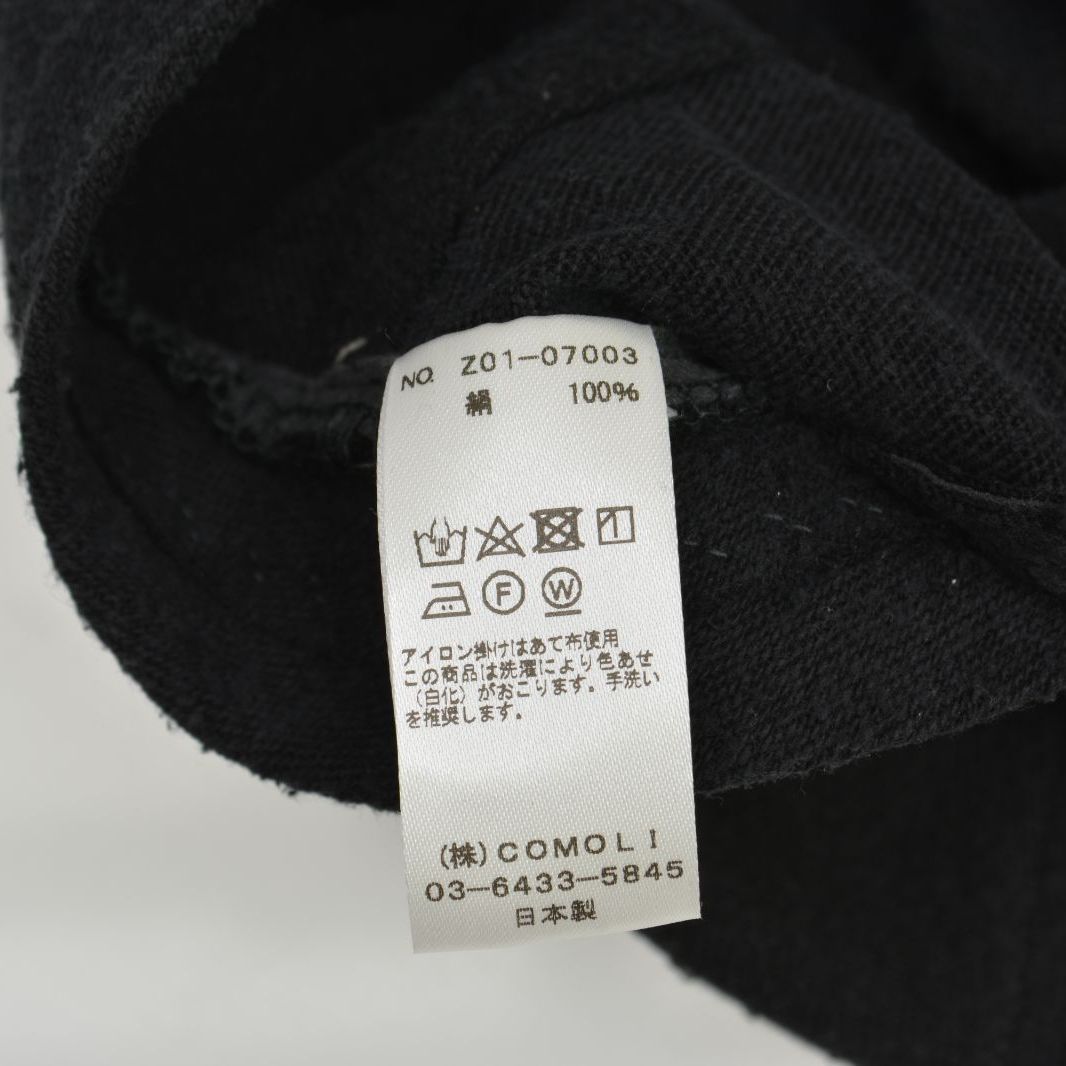 NO. Z01-07003
絹 100%
F W
アイロン掛けはあて布使用
この商品は洗濯により色あせ
(白化)がおこります。手洗い
を推奨します。
(株)COMOLI
03-6433-5845
日本製